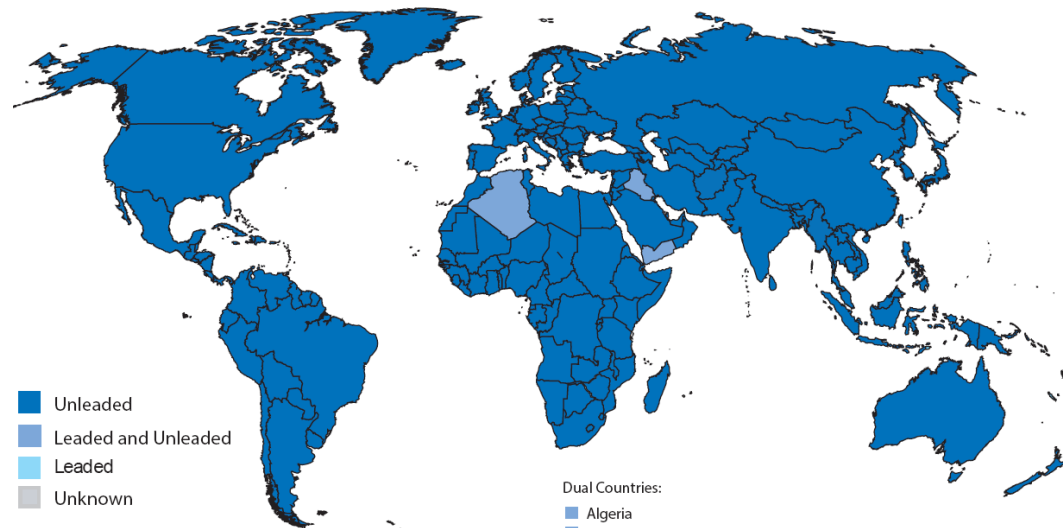 Unleaded
Leaded and Unleaded
Leaded
Unknown
Dual Countries:
Algeria